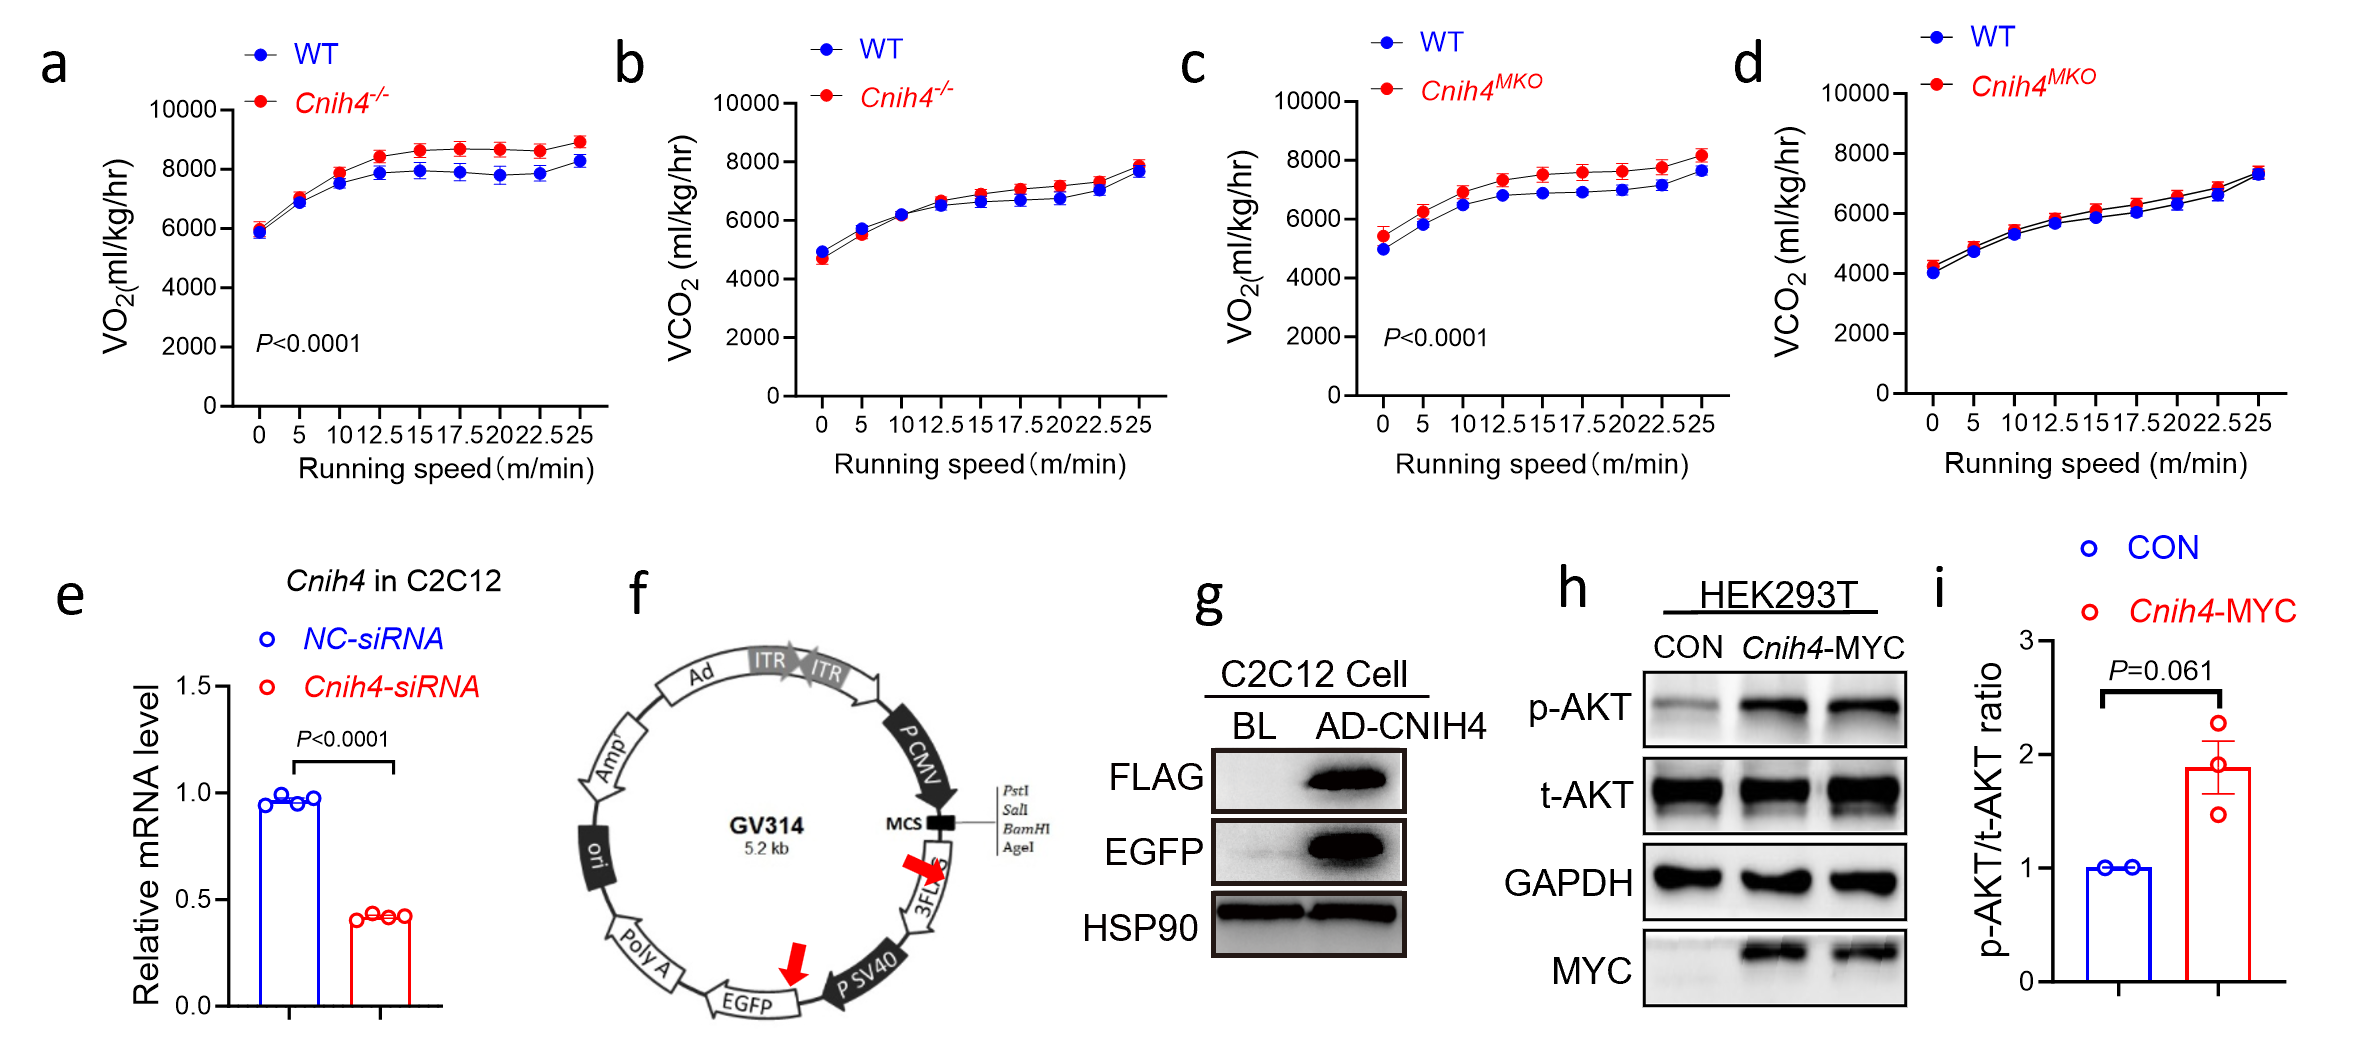 a
WT
Cnih4-/-
10000
8000
6000
4000
2000
0
VO2(ml/kg/hr)
P<0.0001
0 5 10 12.5 15 17.5 20 22.5 25
Running speed(m/min)
b
WT
Cnih4-/-
10000
8000
6000
4000
2000
0
VCO2 (ml/kg/hr)
0 5 10 12.5 15 17.5 20 22.5 25
Running speed(m/min)
c
WT
Cnih4MKO
10000
8000
6000
4000
2000
0
VO2(ml/kg/hr)
P<0.0001
0 5 10 12.5 15 17.5 20 22.5 25
Running speed(m/min)
d
WT
Cnih4MKO
10000
8000
6000
4000
2000
0
VCO2 (ml/kg/hr)
0 5 10 12.5 15 17.5 20 22.5 25
Running speed (m/min)
e
Cnih4 in C2C12
NC-siRNA
Cnih4-siRNA
1.5
1.0
0.5
0.0
Relative mRNA level
P<0.0001
f
Ad
ITR
ITR
P CMV
MCS
PstI
SalI
BamHI
AgeI
P SV40
EGFP
Poly A
ori
Ampr
GV314
5.2 kb
g
C2C12 Cell
BL AD-CNIH4
FLAG
EGFP
HSP90
h
HEK293T
CON Cnih4-MYC
p-AKT
t-AKT
GAPDH
MYC
i
CON
Cnih4-MYC
3
2
1
0
p-AKT/t-AKT ratio
P=0.061